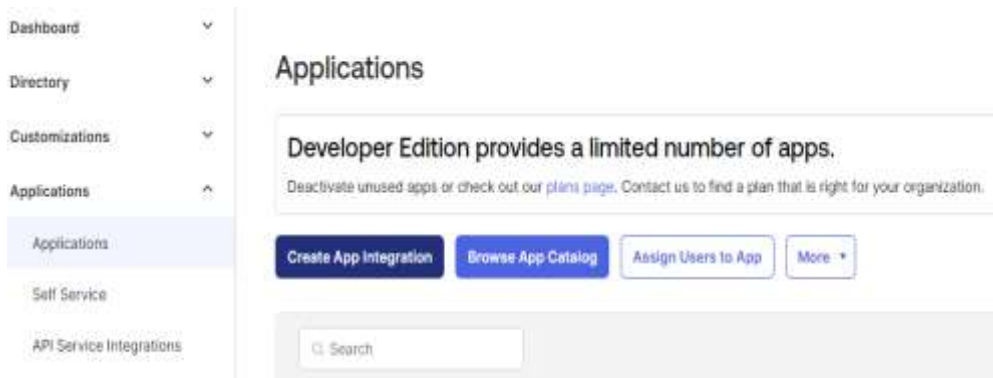 Dashboard
Directory
Customizations
Applications
Applications
Self Service
API Service Integrations
Applications
Developer Edition provides a limited number of apps.
Deactivate unused apps or check out our plans page. Contact us to find a plan that is right for your organization.
Create App Integration
Browse App Catalog
Assign Users to App
More
Search